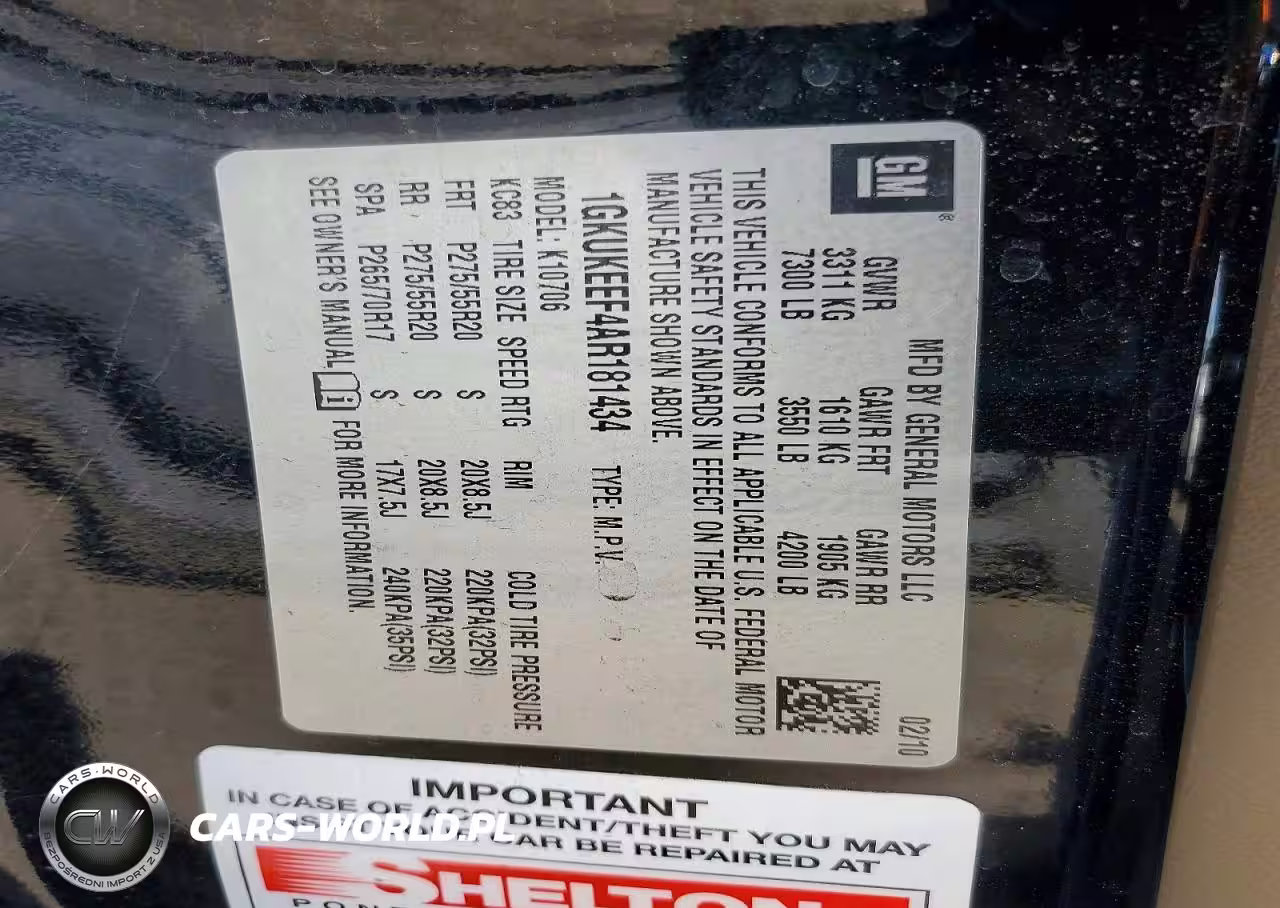 GM
®
MFD BY GENERAL MOTORS LLC 02/10
GVWR GAWR FRT GAWR RR
3311 KG 1610 KG 1905 KG
7300 LB 3550 LB 4200 LB
THIS VEHICLE CONFORMS TO ALL APPLICABLE U.S. FEDERAL MOTOR
VEHICLE SAFETY STANDARDS IN EFFECT ON THE DATE OF
MANUFACTURE SHOWN ABOVE.
1GKUKEEF4AR181434 TYPE: M.P.V.
MODEL: K10706
KC83 TIRE SIZE SPEED RTG RIM COLD TIRE PRESSURE
FRT P275/55R20 S 20X8.5J 220KPA(32PSI)
RR P275/55R20 S 20X8.5J 220KPA(32PSI)
SPA P265/70R17 S 17X7.5J 240KPA(35PSI)
SEE OWNER'S MANUAL i FOR MORE INFORMATION.
IMPORTANT
IN CASE OF ACCIDENT/THEFT YOU MAY
CAR BE REPAIRED AT
SHELTON
CARS-WORLD
CW
BEZPOŚREDNI IMPORT Z USA
CARS-WORLD.PL